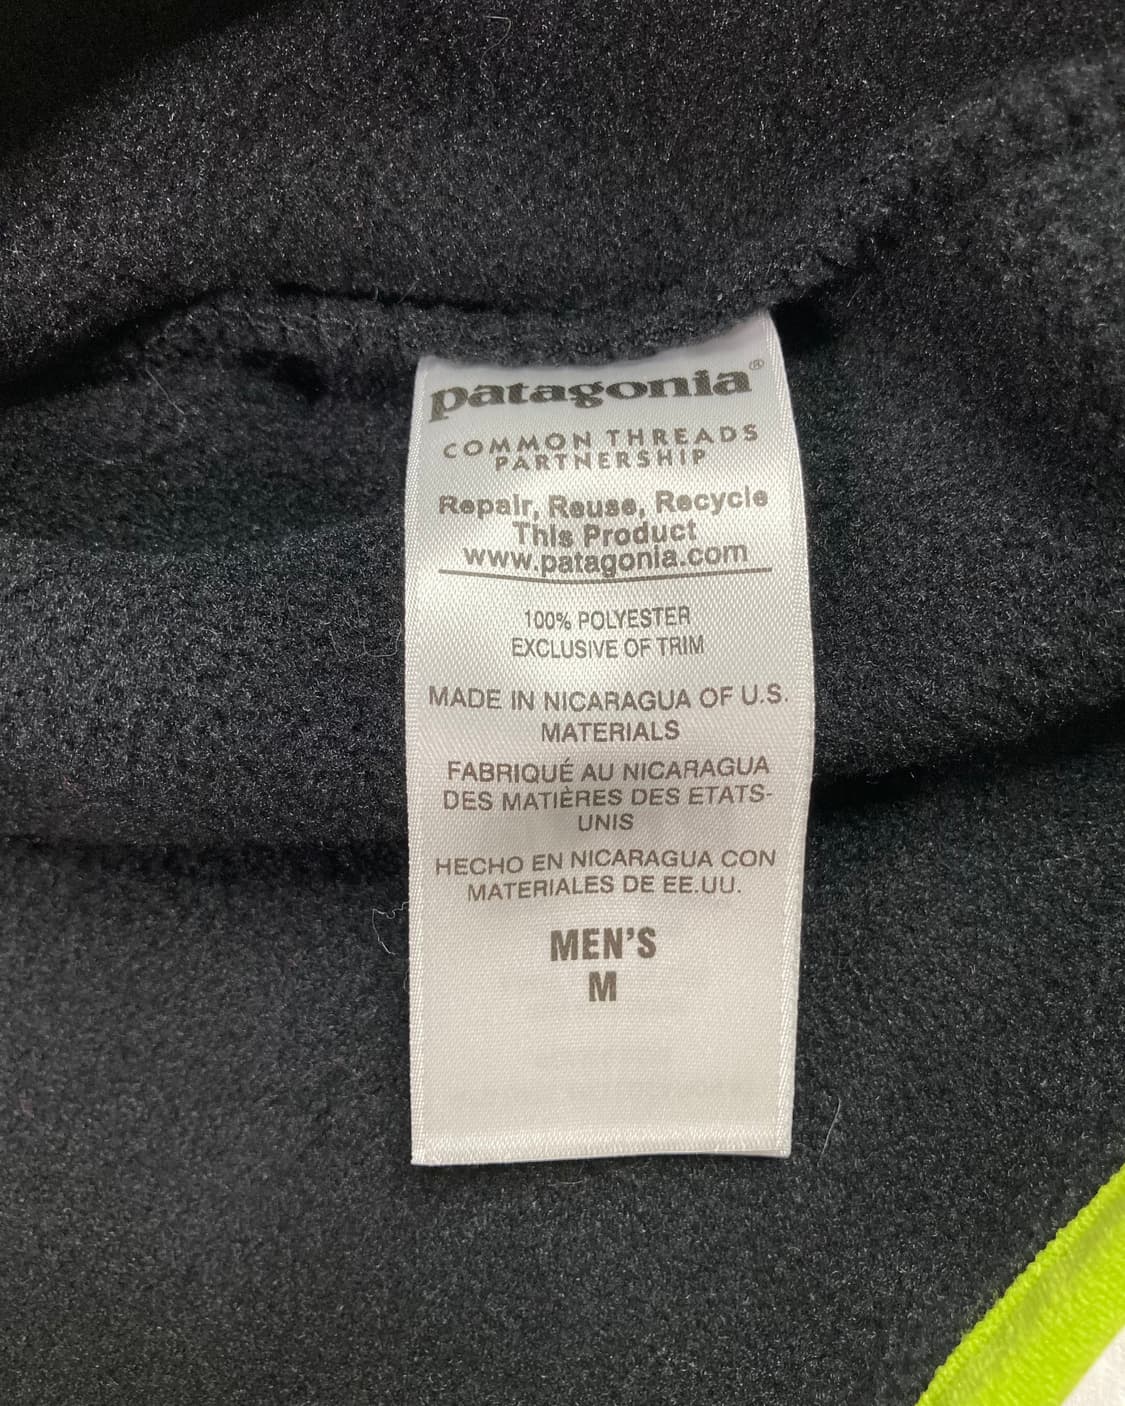 patagonia®
COMMON THREADS
PARTNERSHIP
Repair, Reuse, Recycle
This Product
www.patagonia.com
100% POLYESTER
EXCLUSIVE OF TRIM
MADE IN NICARAGUA OF U.S.
MATERIALS
FABRIQUÉ AU NICARAGUA
DES MATIÈRES DES ETATS-
UNIS
HECHO EN NICARAGUA CON
MATERIALES DE EE.UU.
MEN'S
M